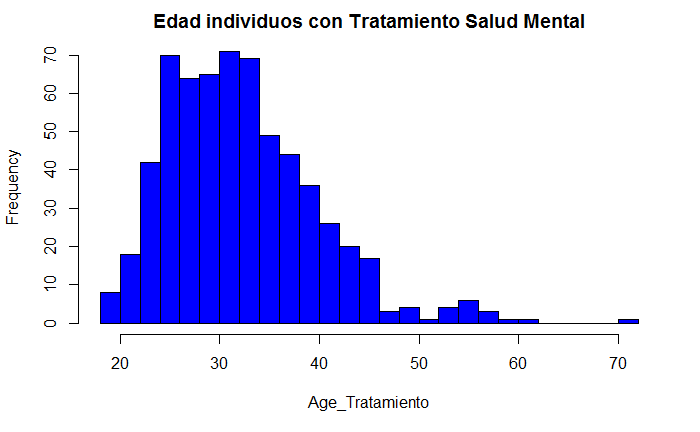 Edad individuos con Tratamiento Salud Mental
70
60
50
40
30
20
10
0
Frequency
20 30 40 50 60 70
Age_Tratamiento